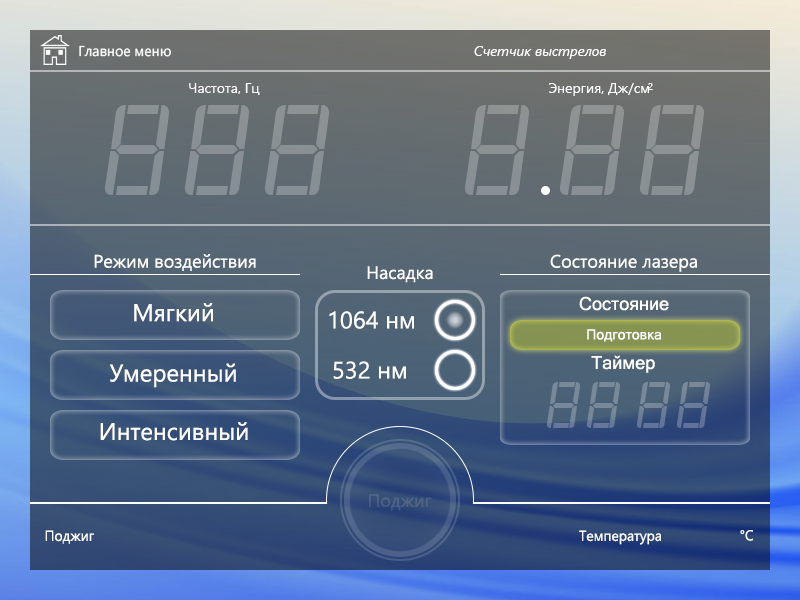 Главное меню
Счетчик выстрелов
Частота, Гц
Энергия, Дж/см²
Режим воздействия
Насадка
Состояние лазера
Мягкий
Умеренный
Интенсивный
1064 нм
532 нм
Состояние
Подготовка
Таймер
Поджиг
Поджиг
Температура
°C